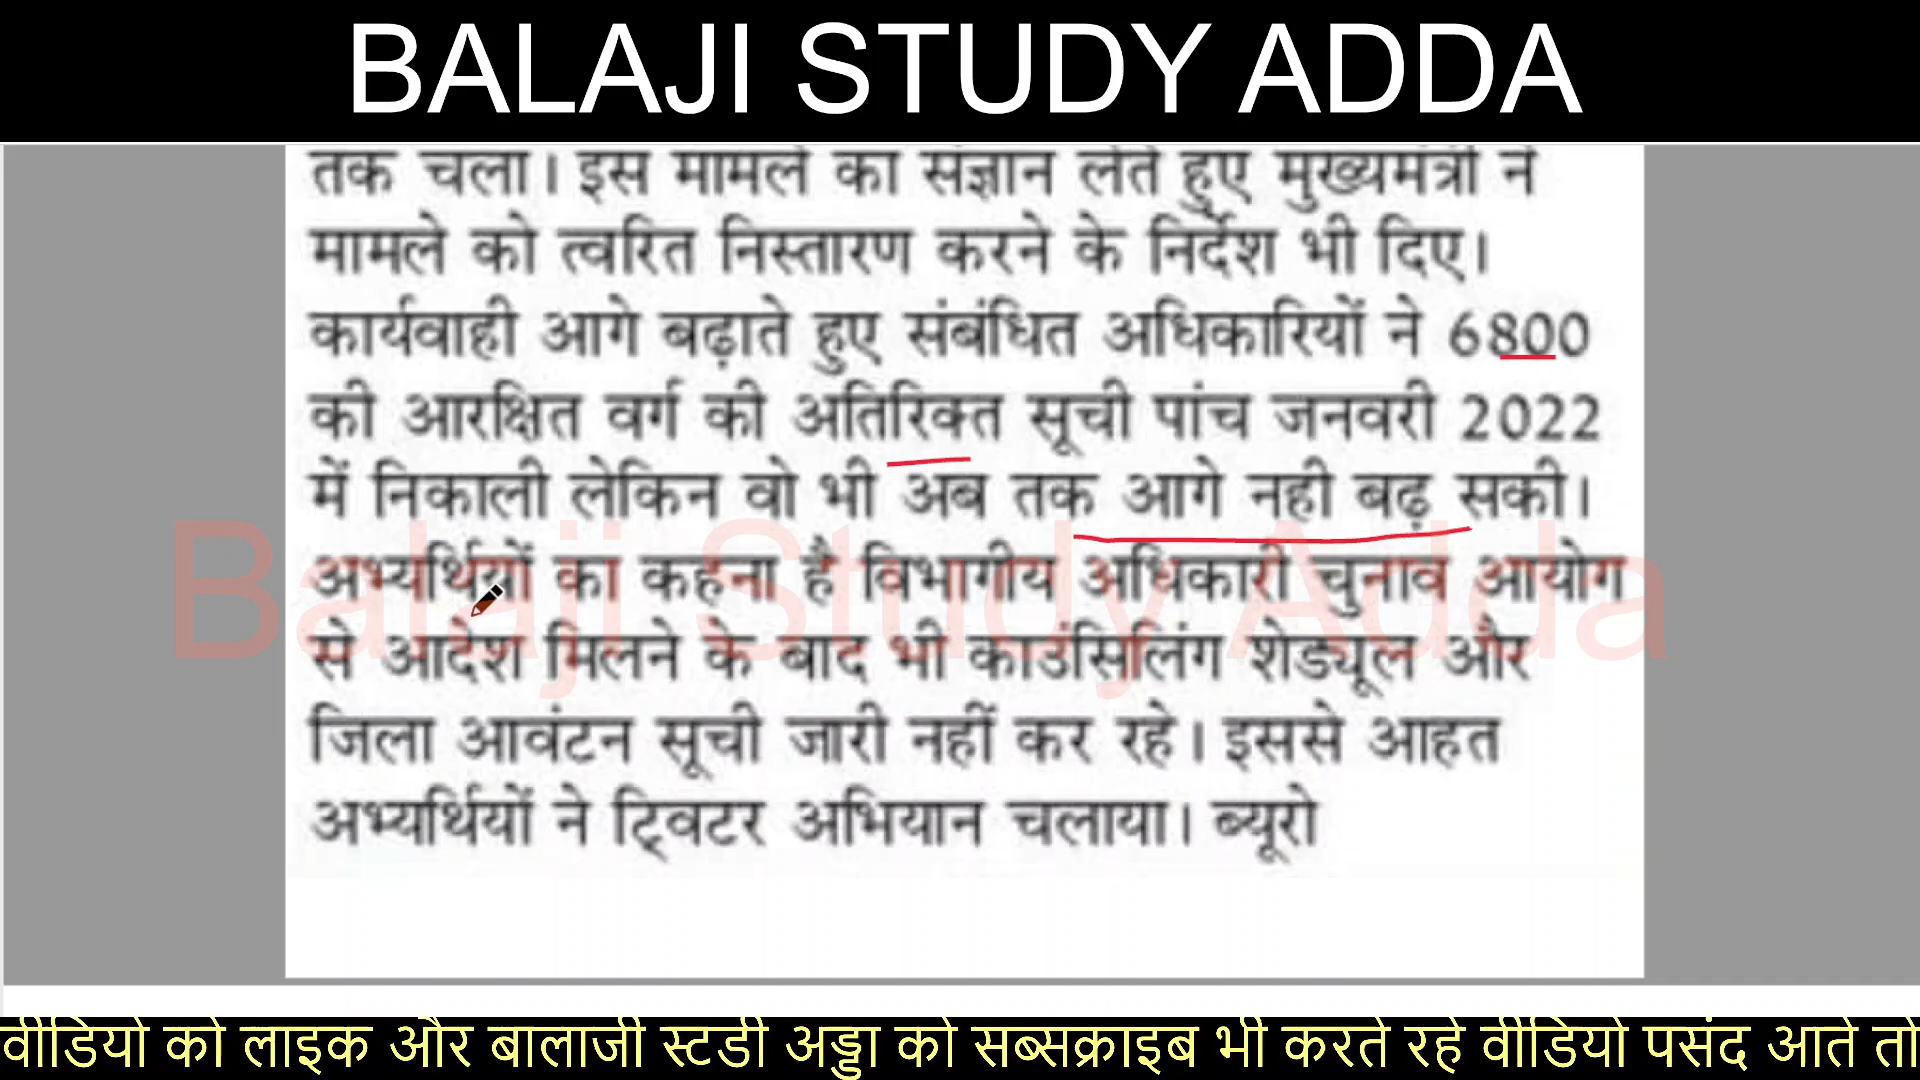 BALAJI STUDY ADDA
तक चला। इस मामले का संज्ञान लेते हुए मुख्यमंत्री ने
मामले को त्वरित निस्तारण करने के निर्देश भी दिए।
कार्यवाही आगे बढ़ाते हुए संबंधित अधिकारियों ने 6800
की आरक्षित वर्ग की अतिरिक्त सूची पांच जनवरी 2022
में निकाली लेकिन वो भी अब तक आगे नही बढ़ सकी।
अभ्यर्थियों का कहना है विभागीय अधिकारी चुनाव आयोग
से आदेश मिलने के बाद भी काउंसिलिंग शेड्यूल और
जिला आवंटन सूची जारी नहीं कर रहे। इससे आहत
अभ्यर्थियों ने ट्विटर अभियान चलाया। ब्यूरो
Balaji Study Adda
वीडियो को लाइक और बालाजी स्टडी अड्डा को सब्सक्राइब भी करते रहे वीडियो पसंद आते तो